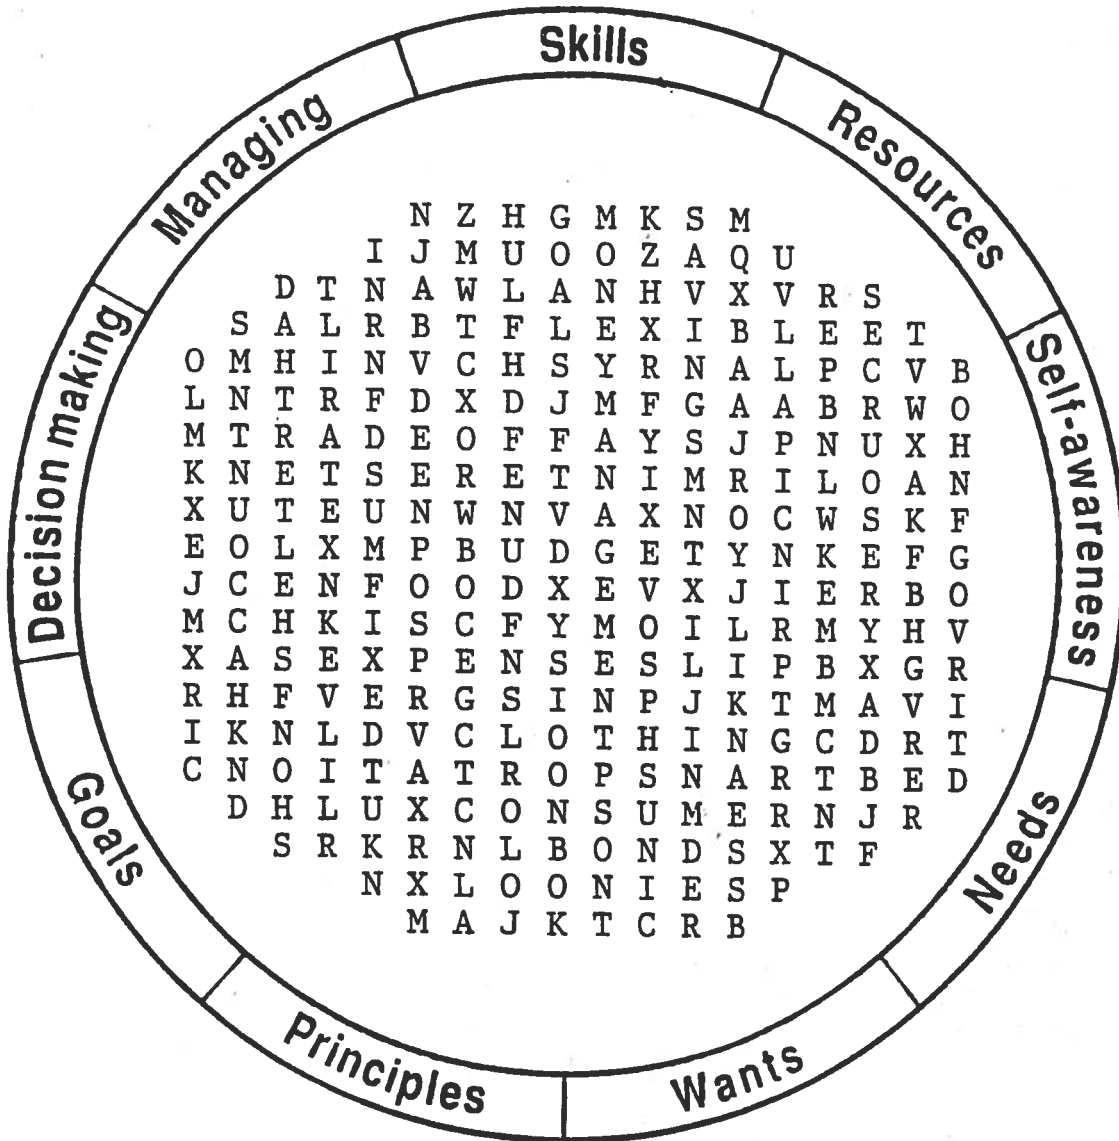 Skills
Resources
Self-awareness
Needs
Wants
Principles
Goals
Decision making
Managing
N Z H G M K S M
I J M U O O Z A Q U
D T N A W L A N H V X V R S
S A L R B T F L E X I B L E E T
O M H I N V C H S Y R N A L P C V B
L N T R F D X D J M F G A A B R W O
M T R A D E O F F A Y S J P N U X H
K N E T S E R E T N I M R I L O A N
X U T E U N W N V A X N O C W S K F
E O L X M P B U D G E T Y N K E F G
J C E N F O O D X E V X J I E R B O
M C H K I S C F Y M O I L R M Y H V
X A S E X P E N S E S L I P B X G R
R H F V E R G S I N P J K T M A V I
I K N L D V C L O T H I N G C D R T
C N O I T A T R O P S N A R T B E D
D H L U X C O N S U M E R N J R
S R K R N L B O N D S X T F
N X L O O N I E S P
M A J K T C R B